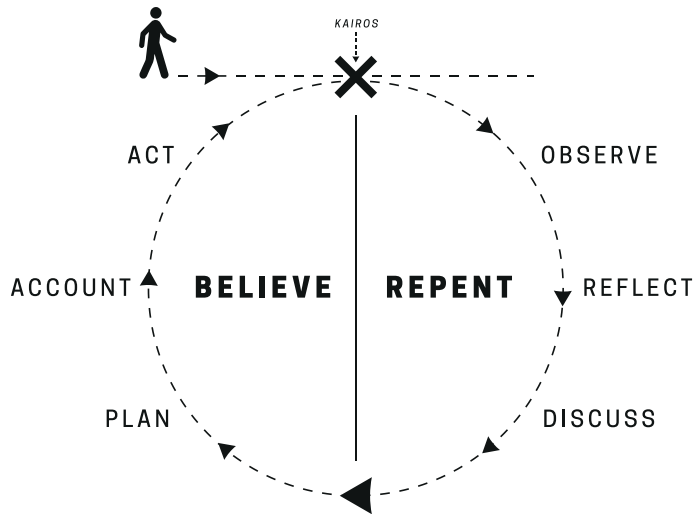 KAIROS
ACT
OBSERVE
ACCOUNT
BELIEVE
REPENT
REFLECT
PLAN
DISCUSS